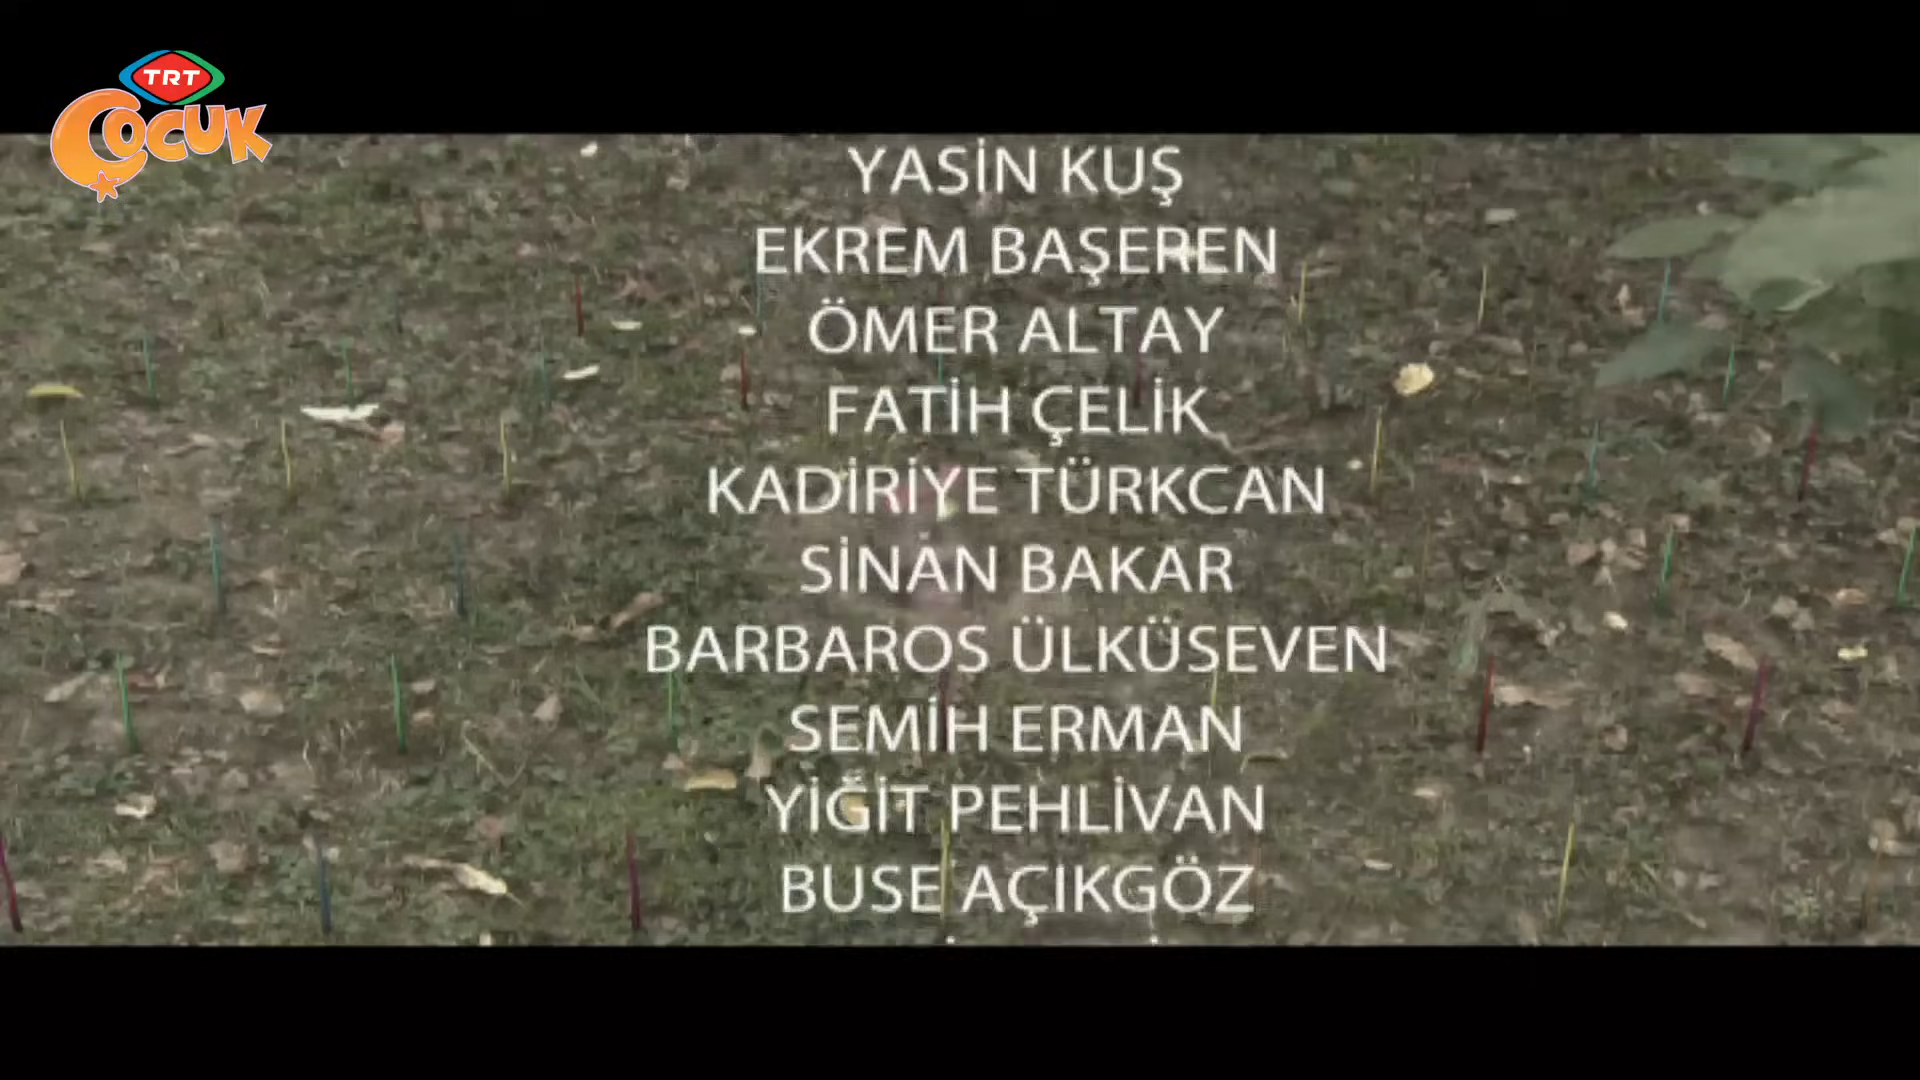 TRT
ÇOCUK
YASİN KUŞ
EKREM BAŞEREN
ÖMER ALTAY
FATİH ÇELİK
KADİRİYE TÜRKCAN
SİNAN BAKAR
BARBAROS ÜLKÜSEVEN
SEMİH ERMAN
YİĞİT PEHLİVAN
BUSE AÇIKGÖZ